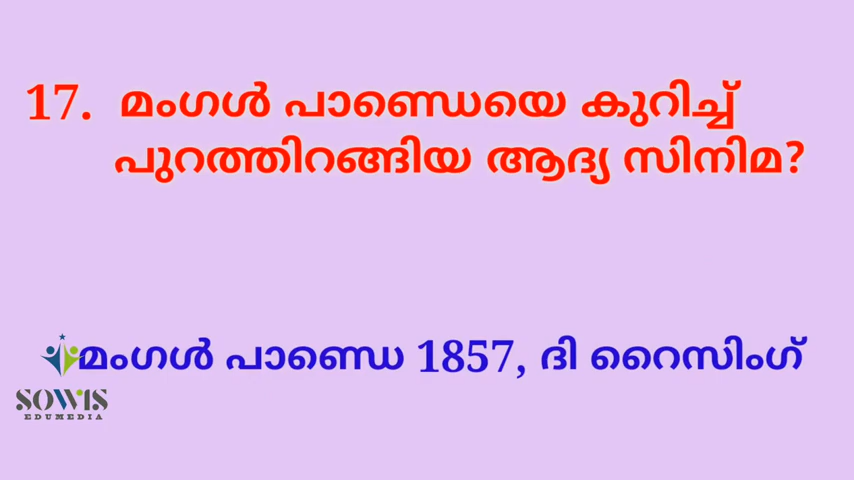 17. മംഗൾ പാണ്ഡെയെ കുറിച്ച്
പുറത്തിറങ്ങിയ ആദ്യ സിനിമ?
മംഗൾ പാണ്ഡെ 1857, ദി റൈസിംഗ്
SOWIS
EDUMEDIA